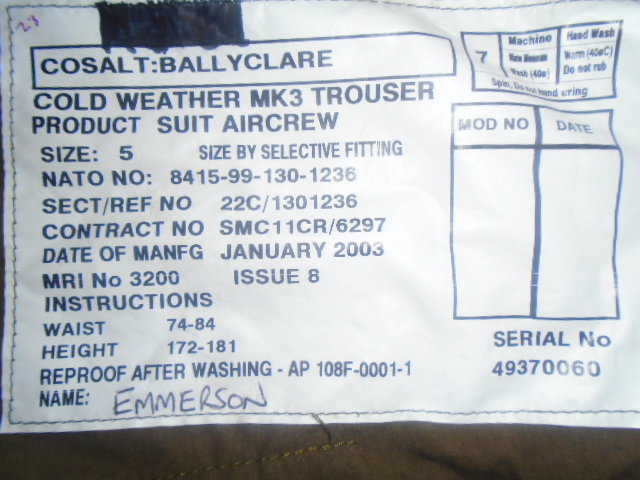 28
COSALT:BALLYCLARE
COLD WEATHER MK3 TROUSER
PRODUCT SUIT AIRCREW
SIZE: 5 SIZE BY SELECTIVE FITTING
NATO NO: 8415-99-130-1236
SECT/REF NO 22C/1301236
CONTRACT NO SMC11CR/6297
DATE OF MANFG JANUARY 2003
MRI No 3200 ISSUE 8
INSTRUCTIONS
WAIST 74-84
HEIGHT 172-181
REPROOF AFTER WASHING - AP 108F-0001-1
NAME: EMMERSON
7
Machine
Warm
Wash (40º)
Hand Wash
Warm (40ºC)
Do not rub
Spin. Do not hand wring
MOD NO DATE
SERIAL No
49370060